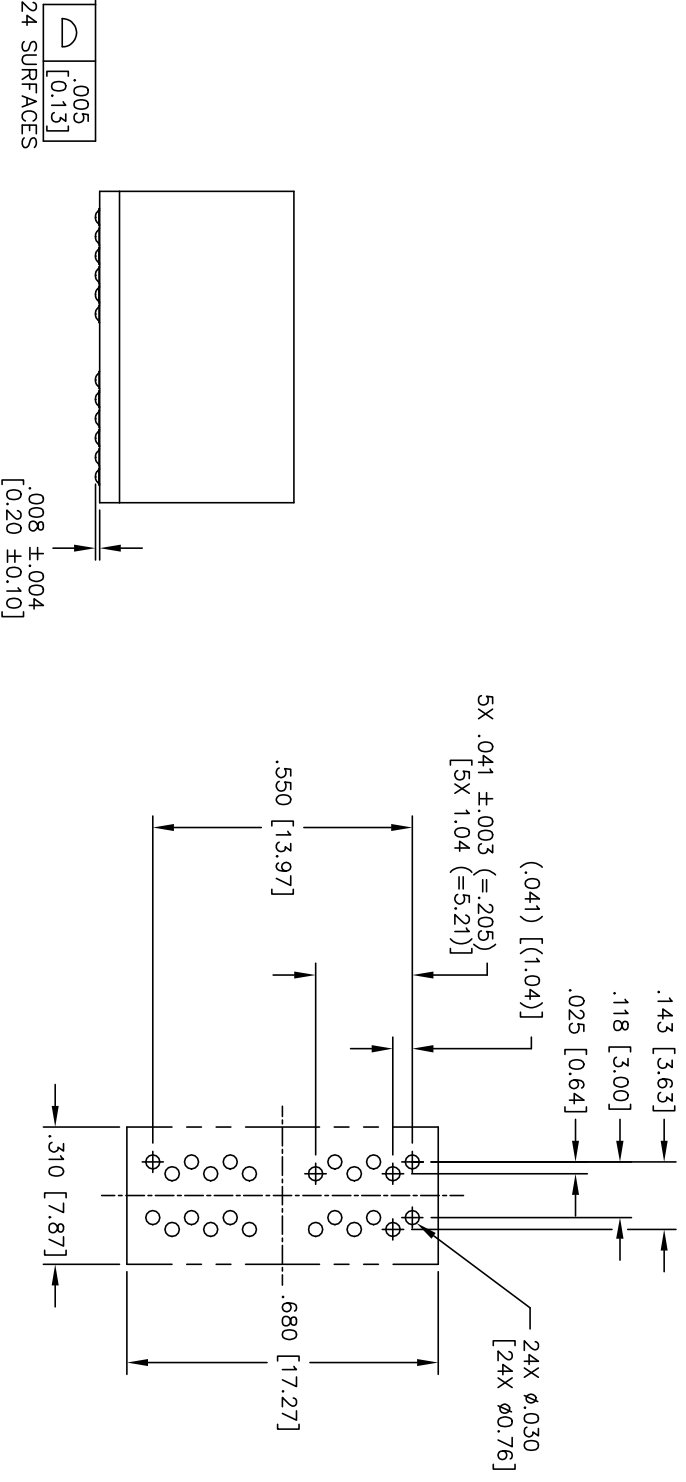 .005
[0.13]
24 SURFACES
.008 ±.004
[0.20 ±0.10]
.143 [3.63]
.118 [3.00]
.025 [0.64]
(.041) [(1.04)]
5X .041 ±.003 (=.205)
[5X 1.04 (=5.21)]
.550 [13.97]
24X ⌀.030
[24X ⌀0.76]
.680 [17.27]
.310 [7.87]